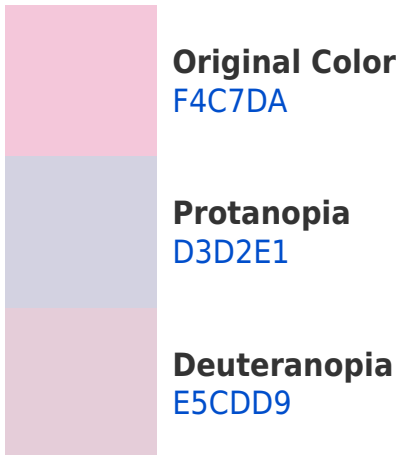 Original Color
F4C7DA
Protanopia
D3D2E1
Deuteranopia
E5CDD9